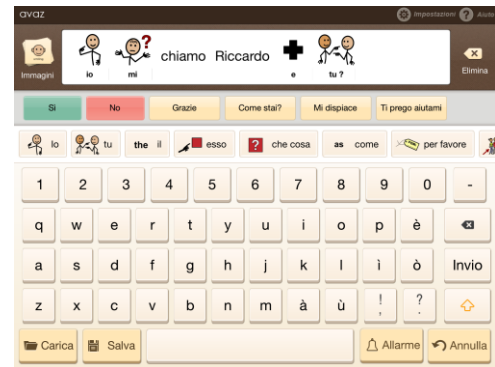 avaz Impostazioni ? Aiuto
? chiamo Riccardo
Immagini io mi e tu ? Elimina
Si No Grazie Come stai? Mi dispiace Ti prego aiutami
io tu the il esso ? che cosa as come per favore
1 2 3 4 5 6 7 8 9 0 -
q w e r t y u i o p è
a s d f g h j k l ì ò Invio
z x c v b n m à ù ! , ? .
Carica Salva Allarme Annulla